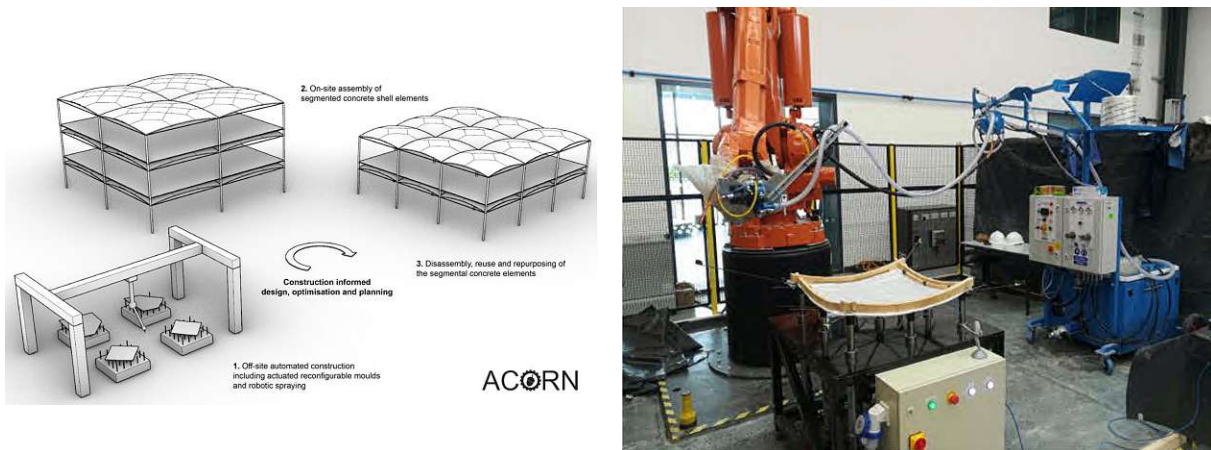 2. On-site assembly of
segmented concrete shell elements
3. Disassembly, reuse and repurposing of
the segmental concrete elements
Construction informed
design, optimisation and planning
1. Off-site automated construction
including actuated reconfigurable moulds
and robotic spraying
ACORN